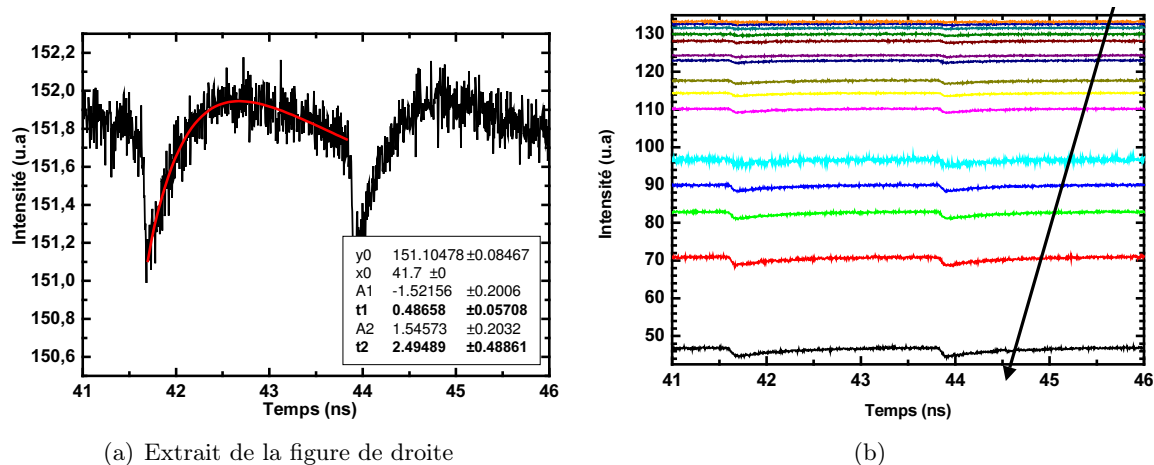 152,2
152,0
151,8
151,6
151,4
151,2
151,0
150,8
150,6
Intensité (u.a)
y0 151.10478 ±0.08467
x0 41.7 ±0
A1 -1.52156 ±0.2006
t1 0.48658 ±0.05708
A2 1.54573 ±0.2032
t2 2.49489 ±0.48861
41 42 43 44 45 46
Temps (ns)
(a) Extrait de la figure de droite
130
120
110
100
90
80
70
60
50
Intensité (u.a)
41 42 43 44 45 46
Temps (ns)
(b)